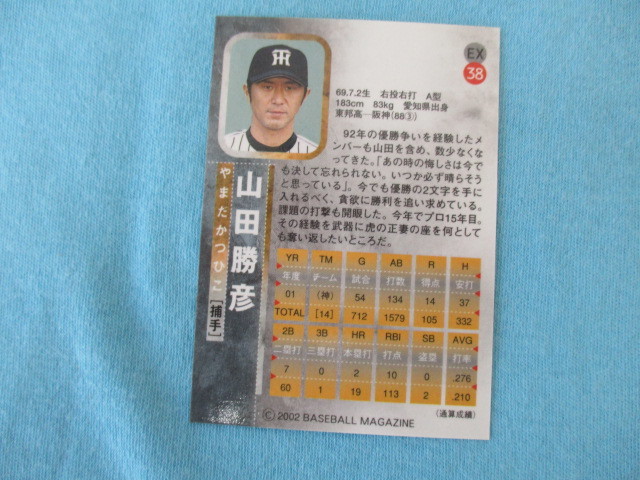 EX
38
69.7.2生 右投右打 A型
183cm 83kg 愛知県出身
東邦高―阪神(88③)
92年の優勝争いを経験したメ
ンバーも山田を含め、数少なくな
ってきた。「あの時の悔しさは今で
も決して忘れられない。いつか必ず晴らそう
と思っている」。今でも優勝の2文字を手に
入れるべく、貪欲に勝利を追い求めている。
課題の打撃も開眼した。今年でプロ15年目。
その経験を武器に虎の正妻の座を何として
も奪い返したいところだ。
山田勝彦
やまだかつひこ[捕手]
YR TM G AB R H
年度 チーム 試合 打数 得点 安打
01 (神) 54 134 14 37
TOTAL [14] 712 1579 105 332
2B 3B HR RBI SB AVG
二塁打 三塁打 本塁打 打点 盗塁 打率
7 0 2 10 0 .276
60 1 19 113 2 .210
(通算成績)
© 2002 BASEBALL MAGAZINE